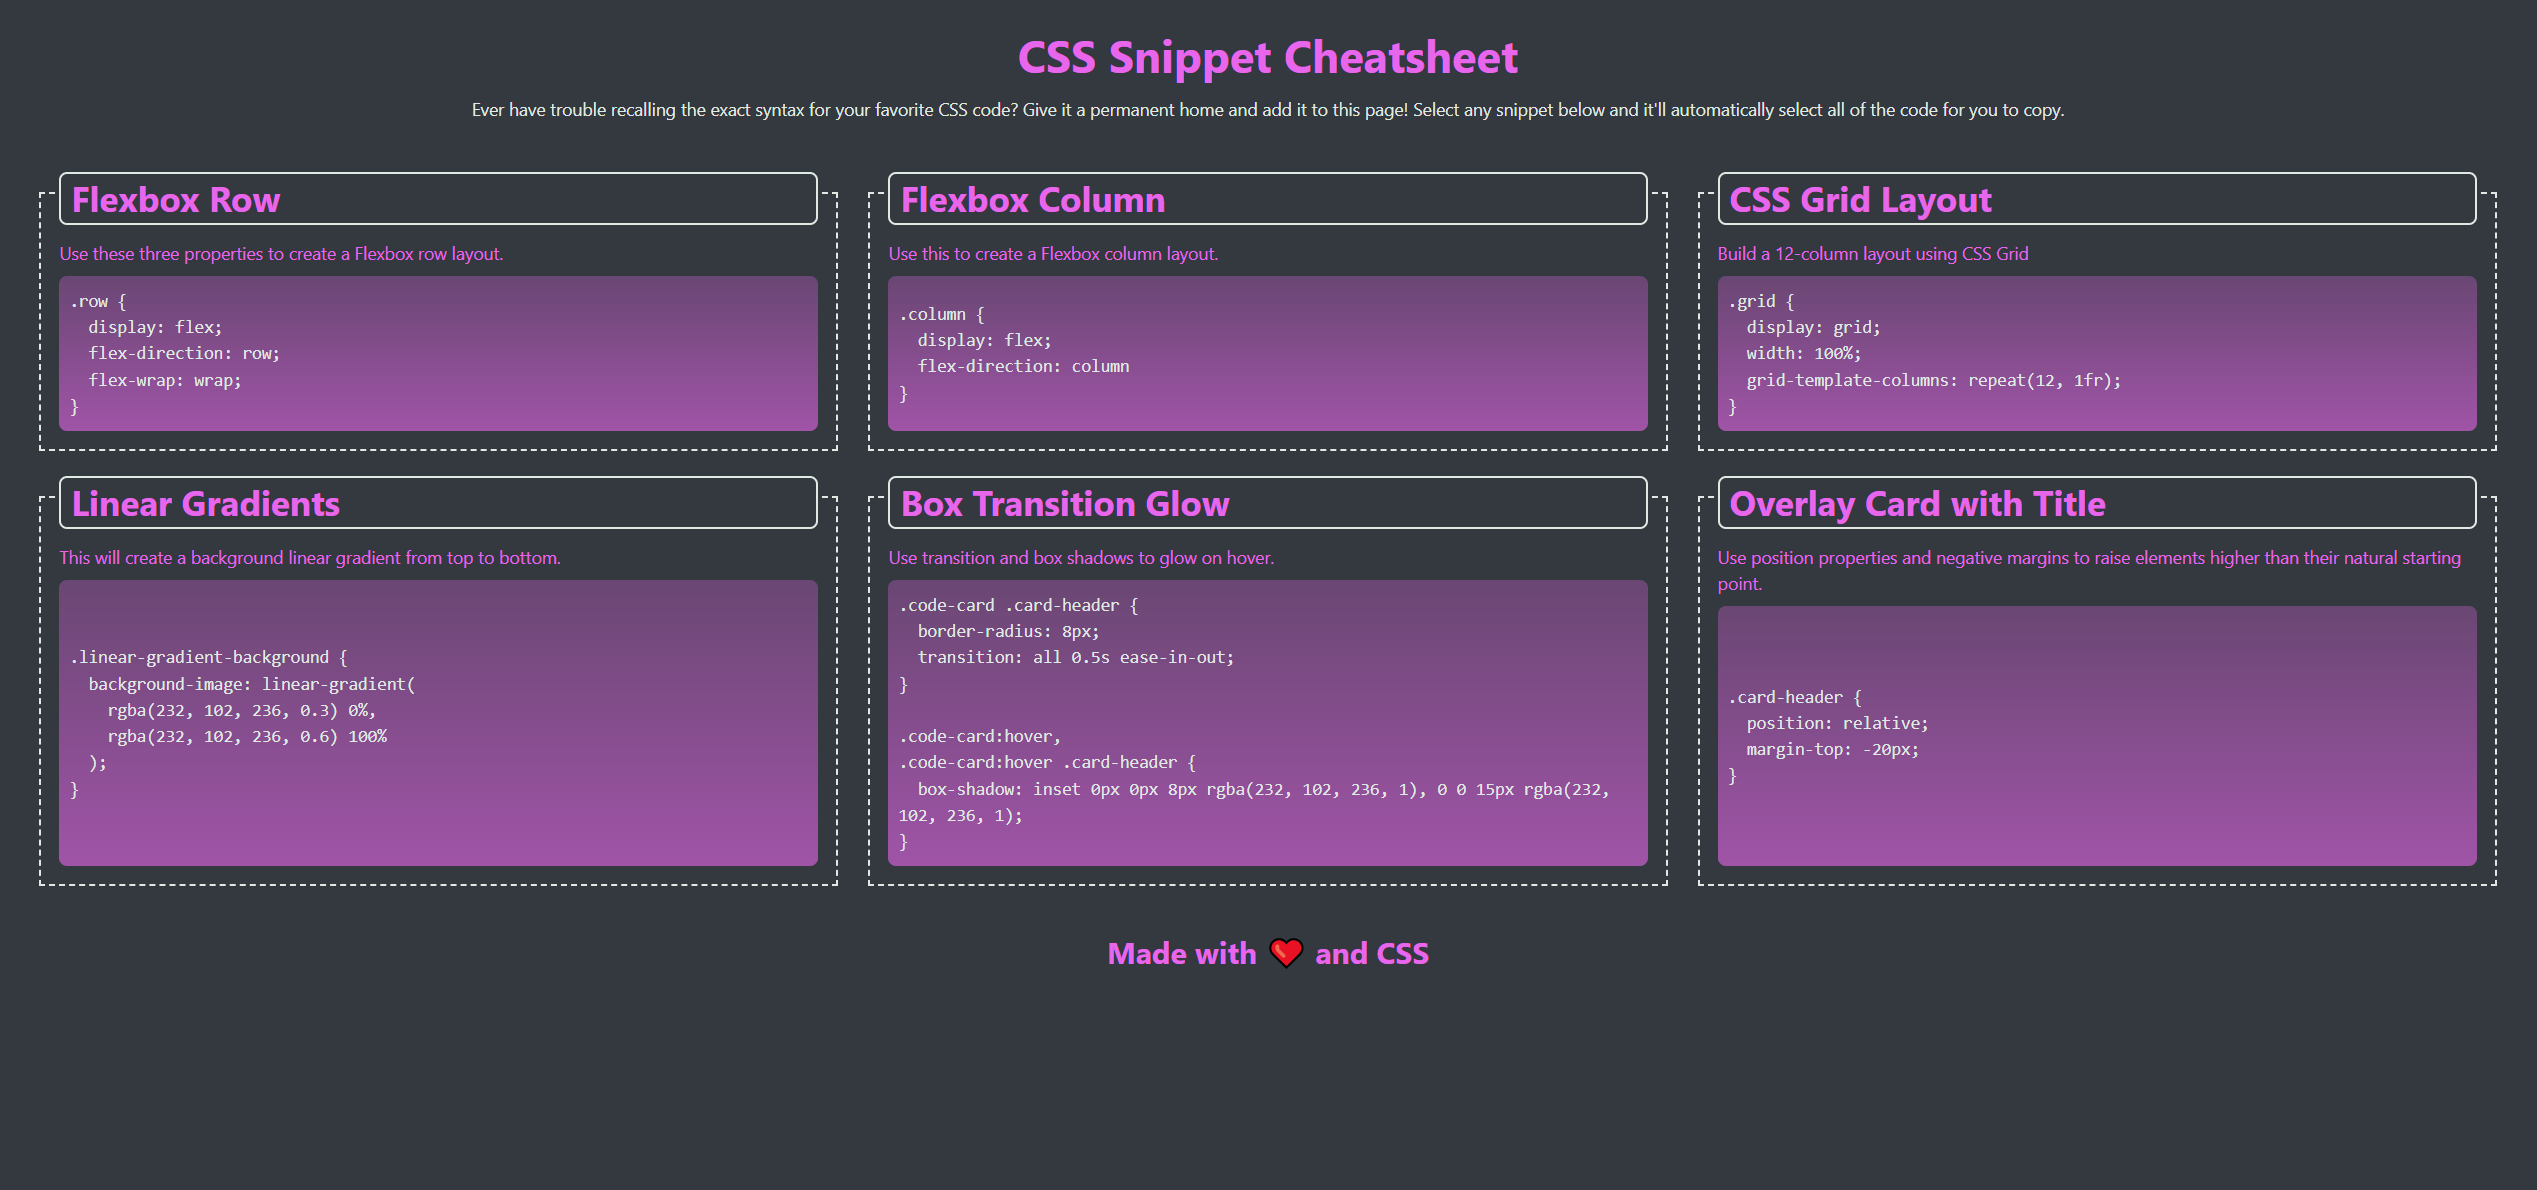 CSS Snippet Cheatsheet
Ever have trouble recalling the exact syntax for your favorite CSS code? Give it a permanent home and add it to this page! Select any snippet below and it'll automatically select all of the code for you to copy.
Flexbox Row
Use these three properties to create a Flexbox row layout.
.row {
  display: flex;
  flex-direction: row;
  flex-wrap: wrap;
}
Flexbox Column
Use this to create a Flexbox column layout.
.column {
  display: flex;
  flex-direction: column
}
CSS Grid Layout
Build a 12-column layout using CSS Grid
.grid {
  display: grid;
  width: 100%;
  grid-template-columns: repeat(12, 1fr);
}
Linear Gradients
This will create a background linear gradient from top to bottom.
.linear-gradient-background {
  background-image: linear-gradient(
    rgba(232, 102, 236, 0.3) 0%,
    rgba(232, 102, 236, 0.6) 100%
  );
}
Box Transition Glow
Use transition and box shadows to glow on hover.
.code-card .card-header {
  border-radius: 8px;
  transition: all 0.5s ease-in-out;
}
.code-card:hover,
.code-card:hover .card-header {
  box-shadow: inset 0px 0px 8px rgba(232, 102, 236, 1), 0 0 15px rgba(232,
102, 236, 1);
}
Overlay Card with Title
Use position properties and negative margins to raise elements higher than their natural starting
point.
.card-header {
  position: relative;
  margin-top: -20px;
}
Made with ❤️ and CSS